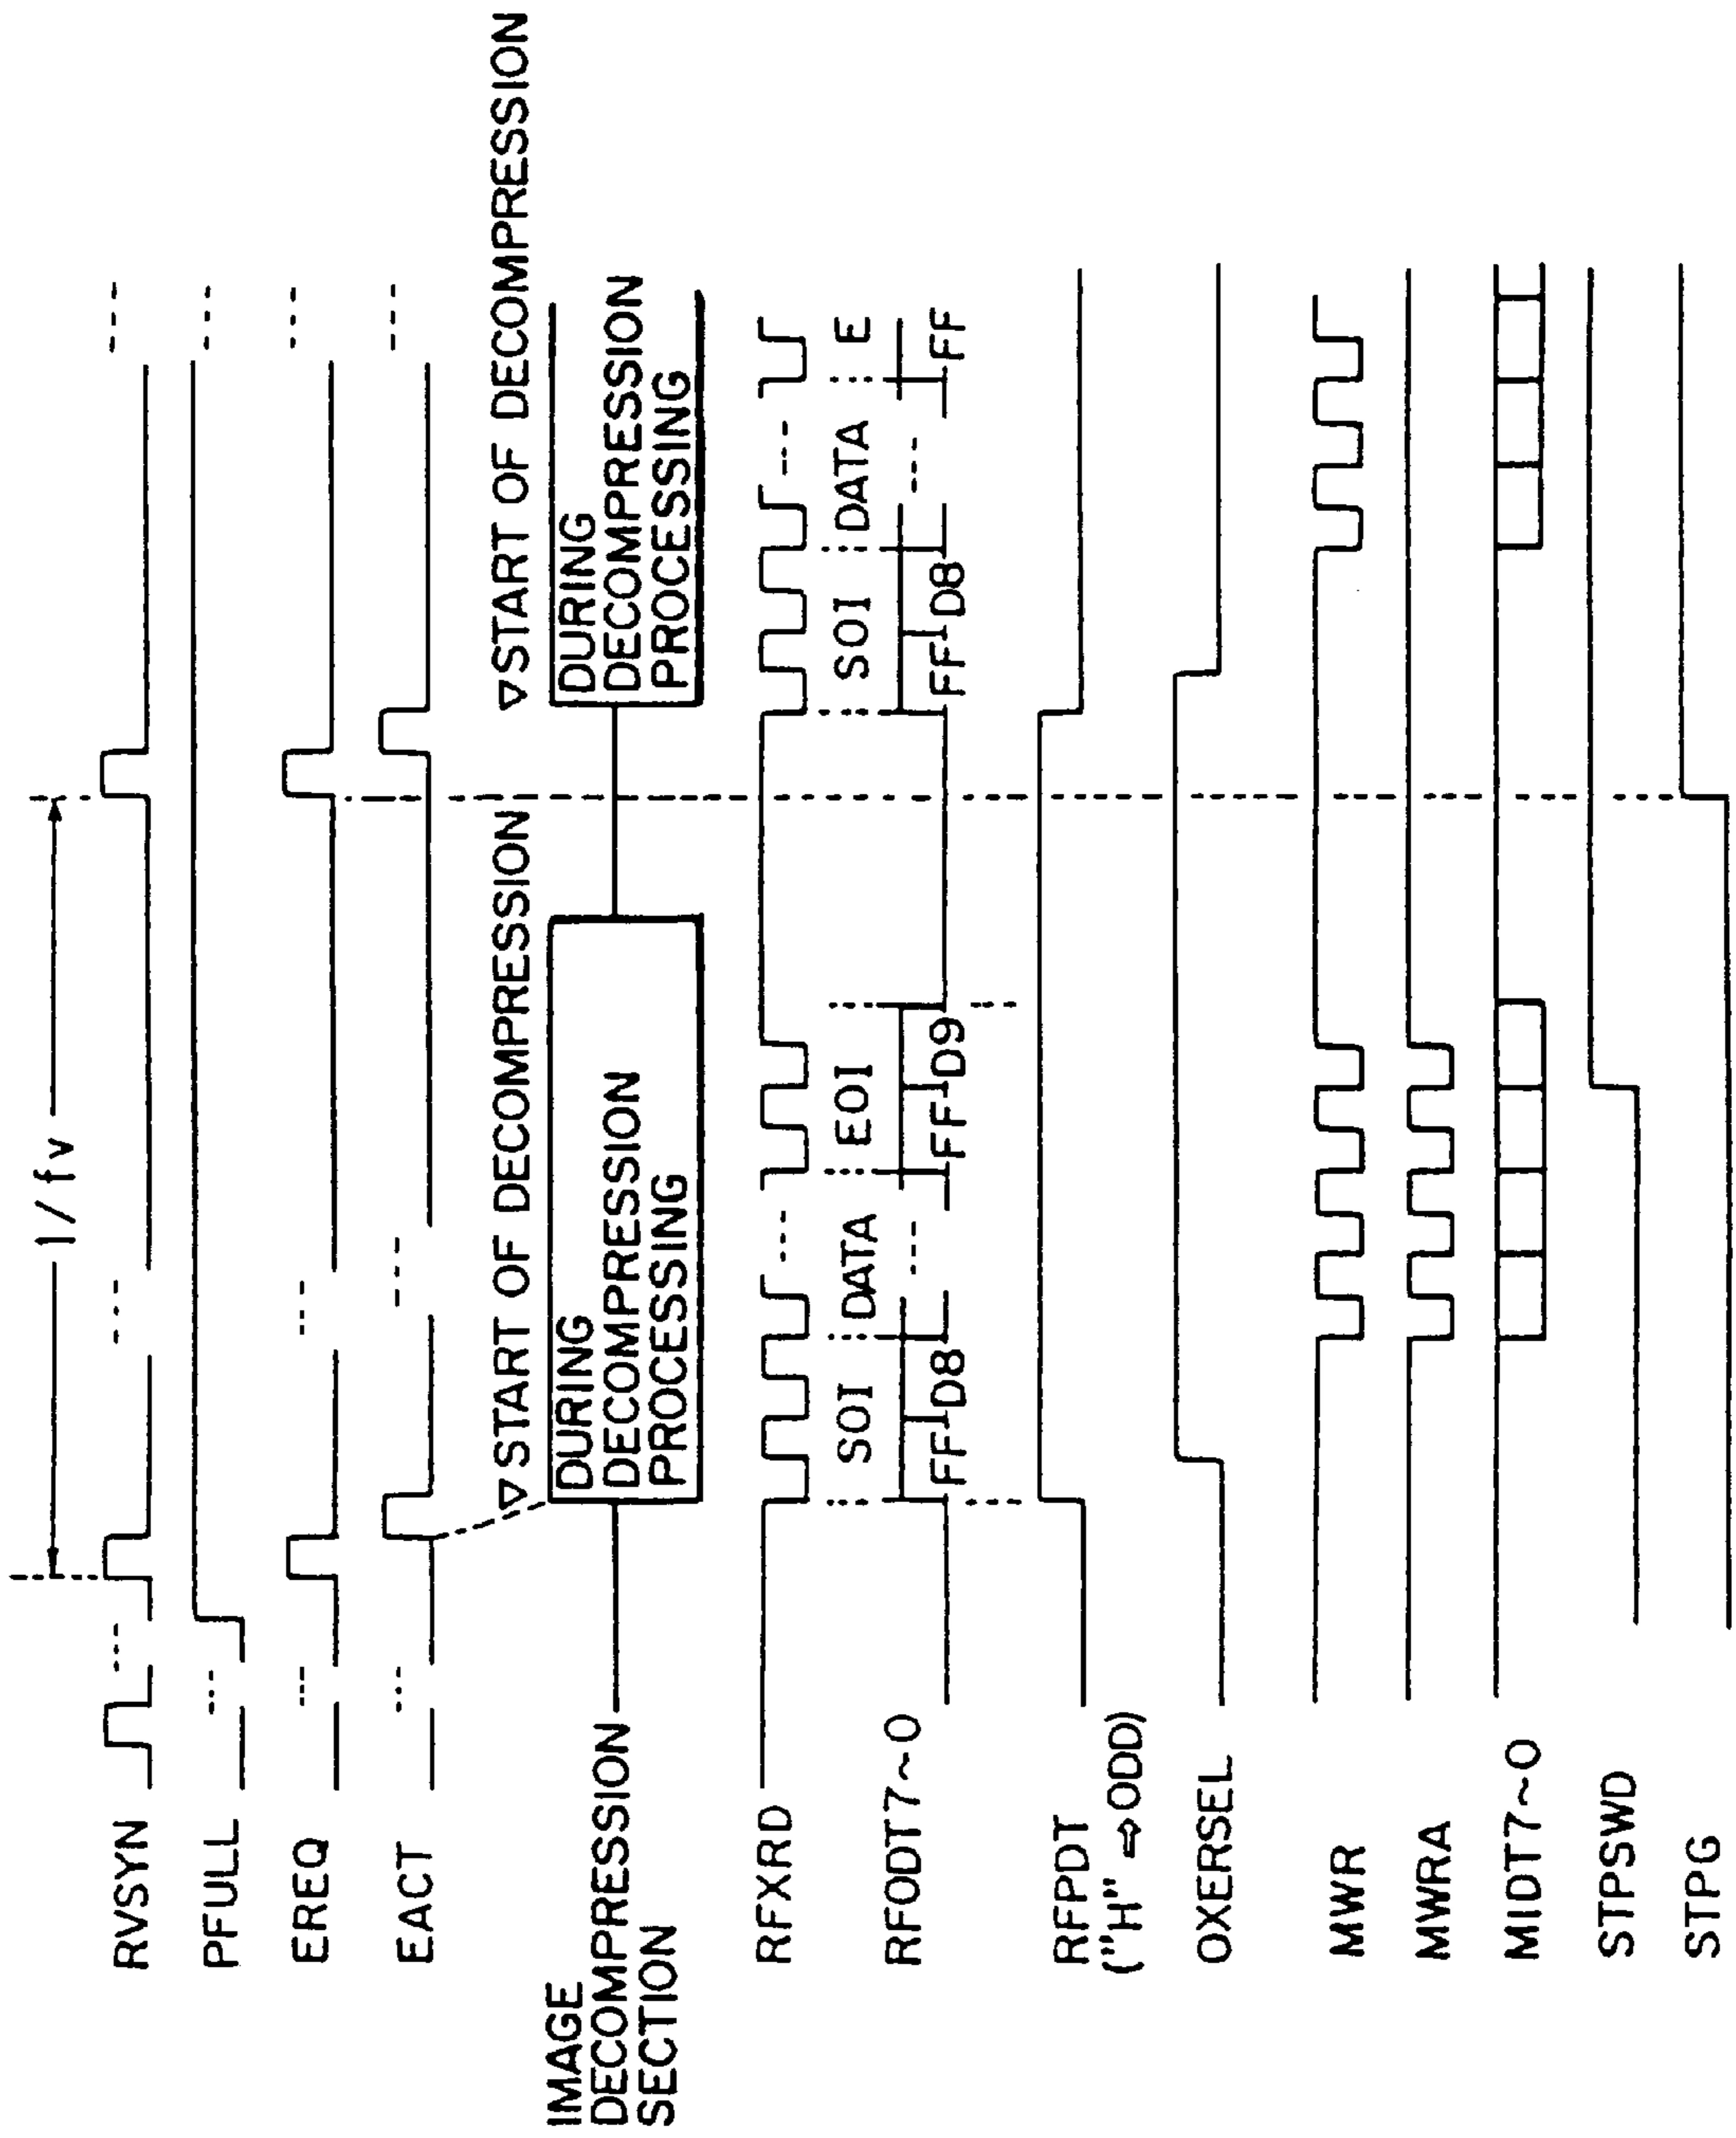 1/fv
RVSYN
PFULL
EREQ
EACT
▽START OF DECOMPRESSION ▽START OF DECOMPRESSION
IMAGE
DECOMPRESSION
SECTION
DURING
DECOMPRESSION
PROCESSING
DURING
DECOMPRESSION
PROCESSING
RFXRD
SOI DATA EOI SOI DATA E
RFODT7~0
FF D8 FF D9 FF D8 FF
RFPDT
("H"⇒ODD)
OXERSEL
MWR
MWRA
MIDT7~0
STPSWD
STPG